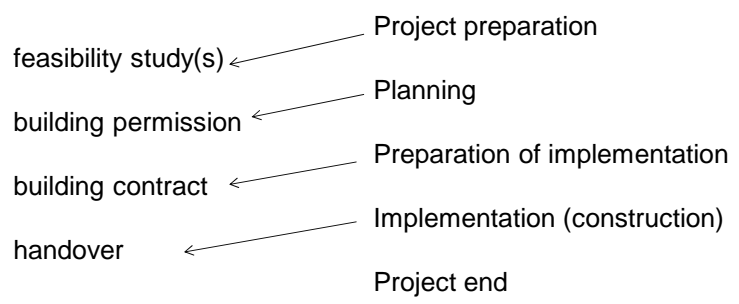 Project preparation
feasibility study(s)
Planning
building permission
Preparation of implementation
building contract
Implementation (construction)
handover
Project end